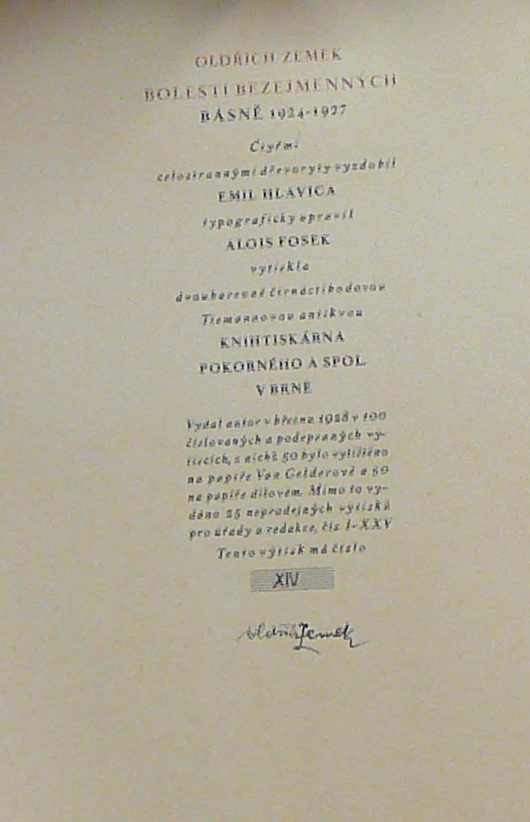 OLDŘICH ZEMEK
BOLESTI BEZEJMENNÝCH
BÁSNĚ 1924-1927
Čtyřmi
celostrannými dřevoryty vyzdobil
EMIL HLAVICA
typograficky upravil
ALOIS FOSEK
vytiskla
dvoubarevně čtrnáctibodovou
Tiemannovou antikvou
KNIHTISKÁRNA
POKORNÉHO A SPOL.
V BRNĚ
Vydal autor v březnu 1928 v 100
číslovaných a podepsaných vý-
tiscích, z nichž 50 bylo vytištěno
na papíře Van Gelderově a 50
na papíře dílovém. Mimo to vy-
dáno 25 neprodejných výtisků
pro úřady a redakce, čís. I-XXV
Tento výtisk má číslo
XIV
Oldřich Zemek